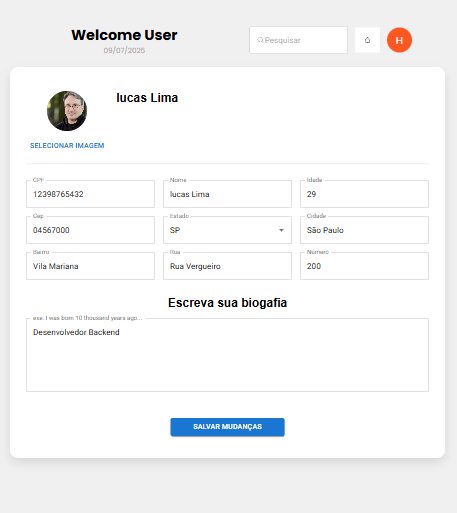 Welcome User
09/07/2025
Pesquisar
H
lucas Lima
SELECIONAR IMAGEM
CPF
12398765432
Nome
lucas Lima
Idade
29
Cep
04567000
Estado
SP
Cidade
São Paulo
Bairro
Vila Mariana
Rua
Rua Vergueiro
Número
200
Escreva sua biogafia
exe: I was born 10 thousand years ago...
Desenvolvedor Backend
SALVAR MUDANÇAS